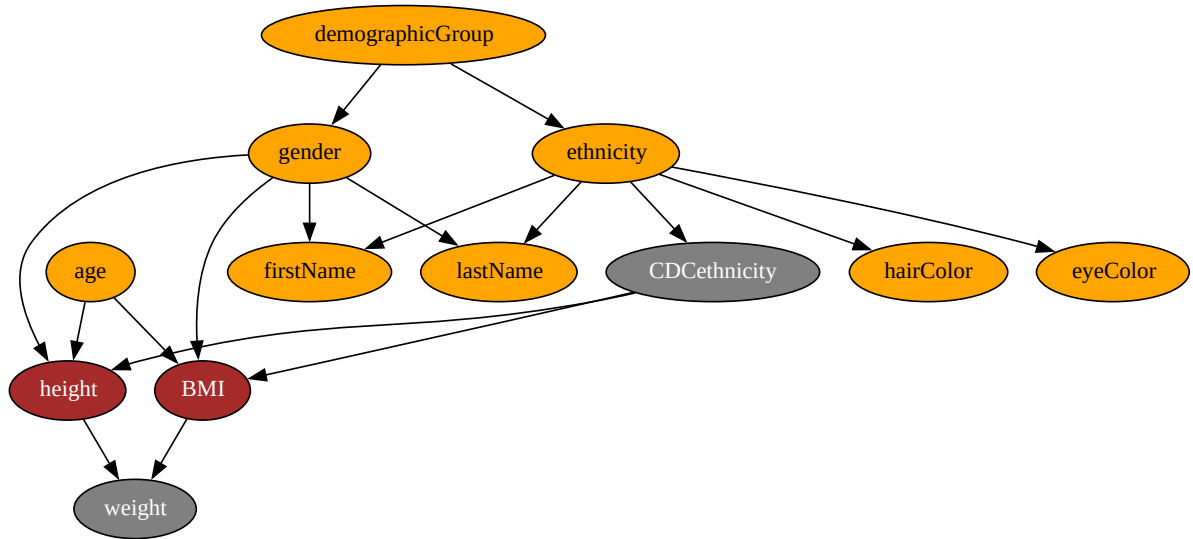 demographicGroup
gender
ethnicity
age
firstName
lastName
CDCethnicity
hairColor
eyeColor
height
BMI
weight